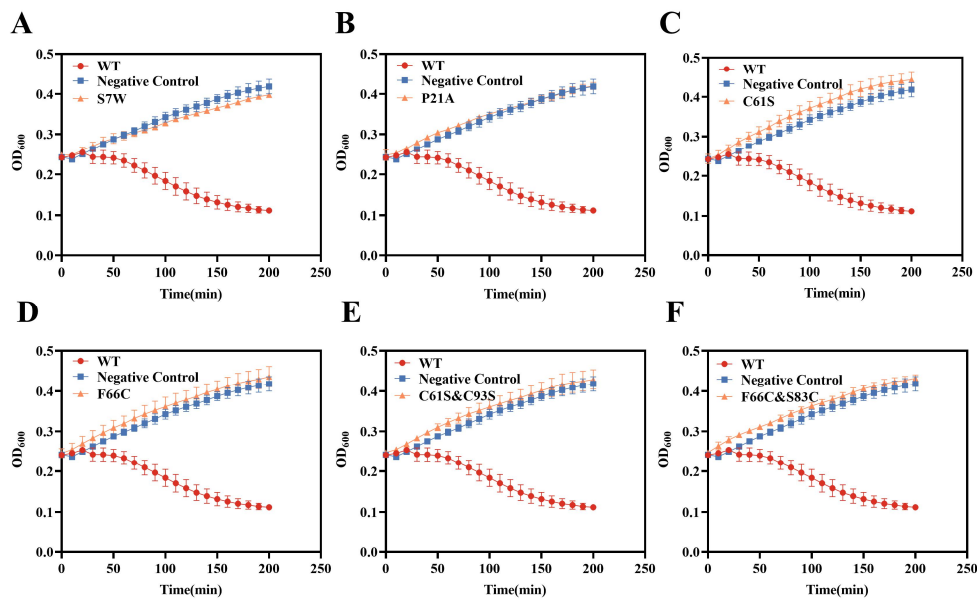 A
0.5
0.4
0.3
0.2
0.1
0.0
OD600
WT
Negative Control
S7W
0 50 100 150 200 250
Time(min)
B
0.5
0.4
0.3
0.2
0.1
0.0
OD600
WT
Negative Control
P21A
0 50 100 150 200 250
Time(min)
C
0.5
0.4
0.3
0.2
0.1
0.0
OD600
WT
Negative Control
C61S
0 50 100 150 200 250
Time(min)
D
0.5
0.4
0.3
0.2
0.1
0.0
OD600
WT
Negative Control
F66C
0 50 100 150 200 250
Time(min)
E
0.5
0.4
0.3
0.2
0.1
0.0
OD600
WT
Negative Control
C61S&C93S
0 50 100 150 200 250
Time(min)
F
0.5
0.4
0.3
0.2
0.1
0.0
OD600
WT
Negative Control
F66C&S83C
0 50 100 150 200 250
Time(min)